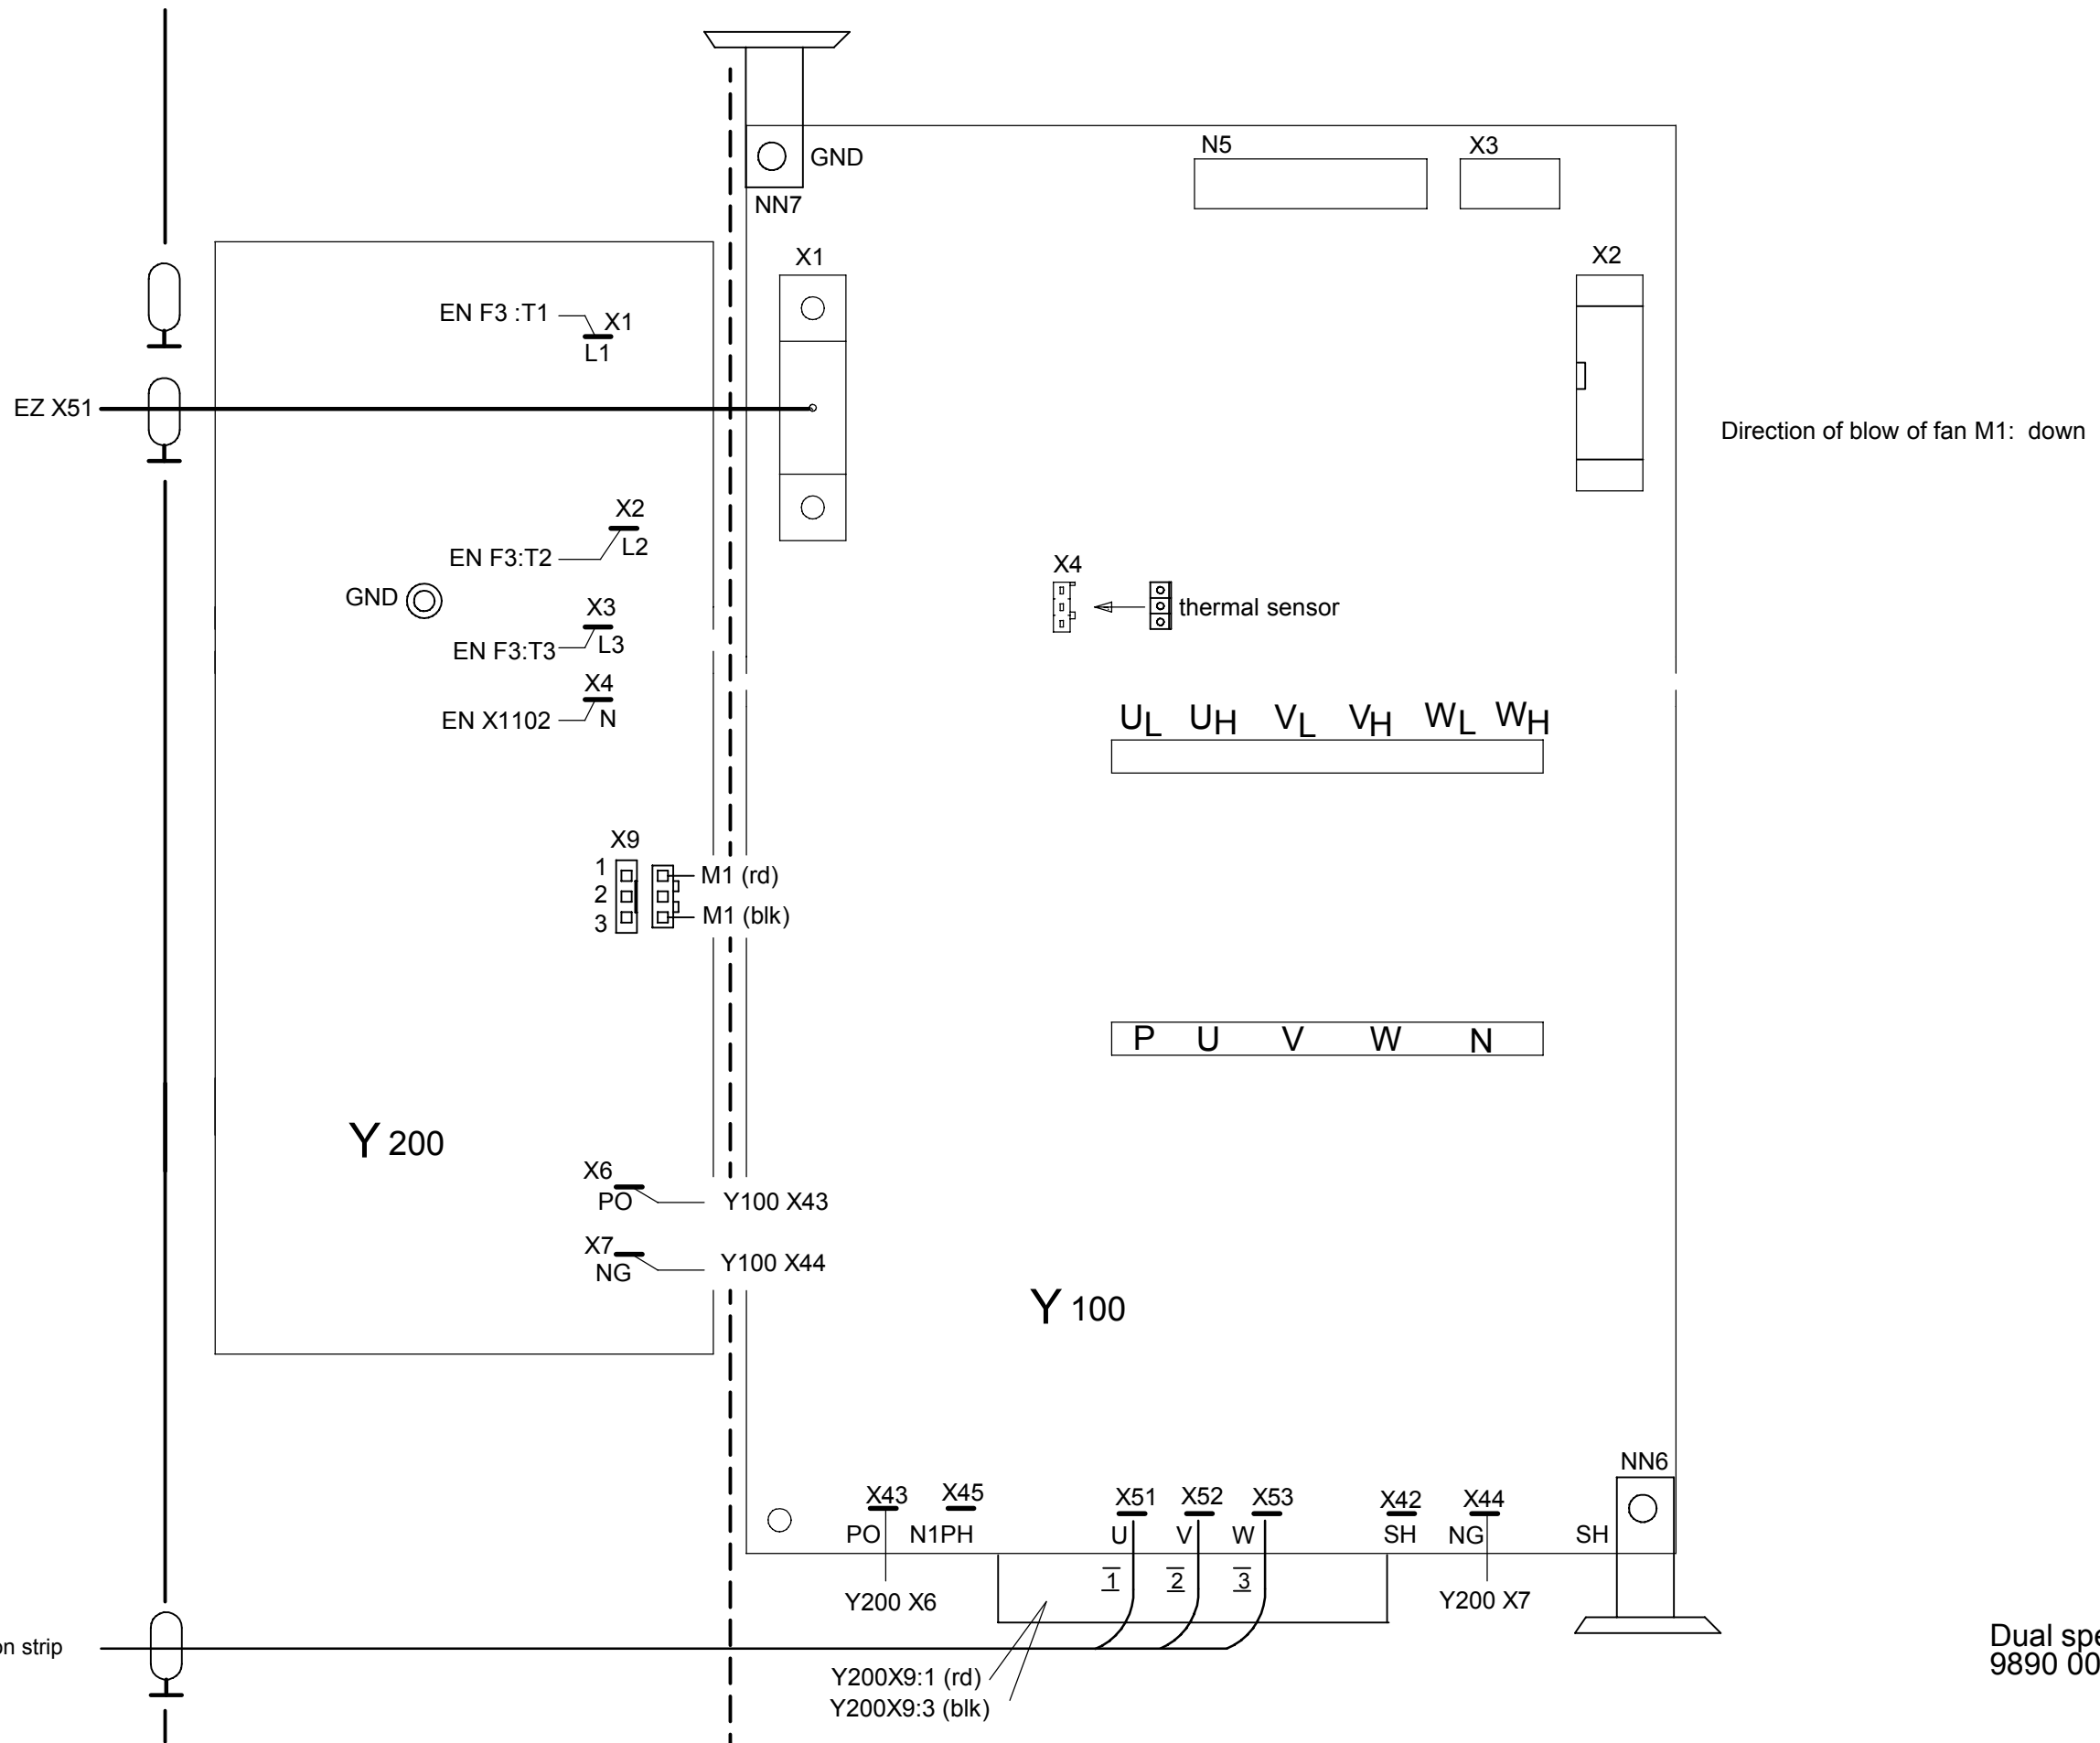 GND
N5
X3
NN7
X1
X2
EN F3 :T1
X1
L1
EZ X51
Direction of blow of fan M1: down
X2
L2
EN F3:T2
GND
X3
L3
EN F3:T3
X4
N
EN X1102
X4
thermal sensor
UL UH VL VH WL WH
X9
1
2
3
M1 (rd)
M1 (blk)
P U V W N
Y 200
X6
PO
Y100 X43
X7
NG
Y100 X44
Y 100
NN6
X43 X45 X51 X52 X53 X42 X44
PO N1PH U V W SH NG SH
1 2 3
Y200 X6
Y200 X7
on strip
Y200X9:1 (rd)
Y200X9:3 (blk)
Dual spe
9890 00